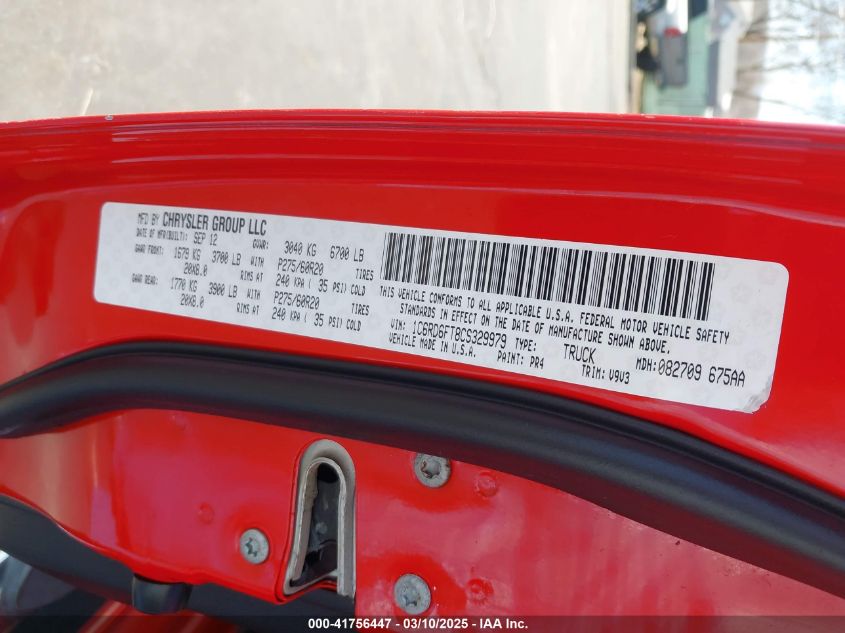 MFD BY CHRYSLER GROUP LLC
DATE OF MFR(BUILT): SEP 12 GVWR: 3040 KG 6700 LB
GAWR FRONT: 1679 KG 3700 LB WITH P275/60R20 TIRES
20X8.0 RIMS AT 240 KPA ( 35 PSI) COLD
GAWR REAR: 1770 KG 3900 LB WITH P275/60R20 TIRES
20X8.0 RIMS AT 240 KPA ( 35 PSI) COLD
THIS VEHICLE CONFORMS TO ALL APPLICABLE U.S.A. FEDERAL MOTOR VEHICLE SAFETY
STANDARDS IN EFFECT ON THE DATE OF MANUFACTURE SHOWN ABOVE.
VIN: 1C6RD6FT8CS329979 TYPE: TRUCK MDH:082709 675AA
VEHICLE MADE IN U.S.A. PAINT: PR4 TRIM: V9V3
000-41756447 - 03/10/2025 - IAA Inc.